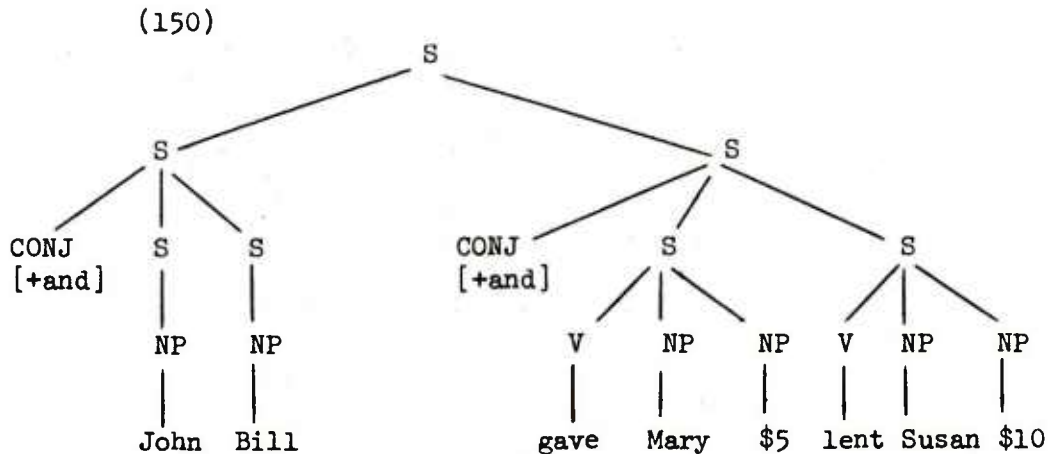 (150)
S
S S
CONJ S S CONJ S S
[+and] [+and]
NP NP V NP NP V NP NP
John Bill gave Mary $5 lent Susan $10